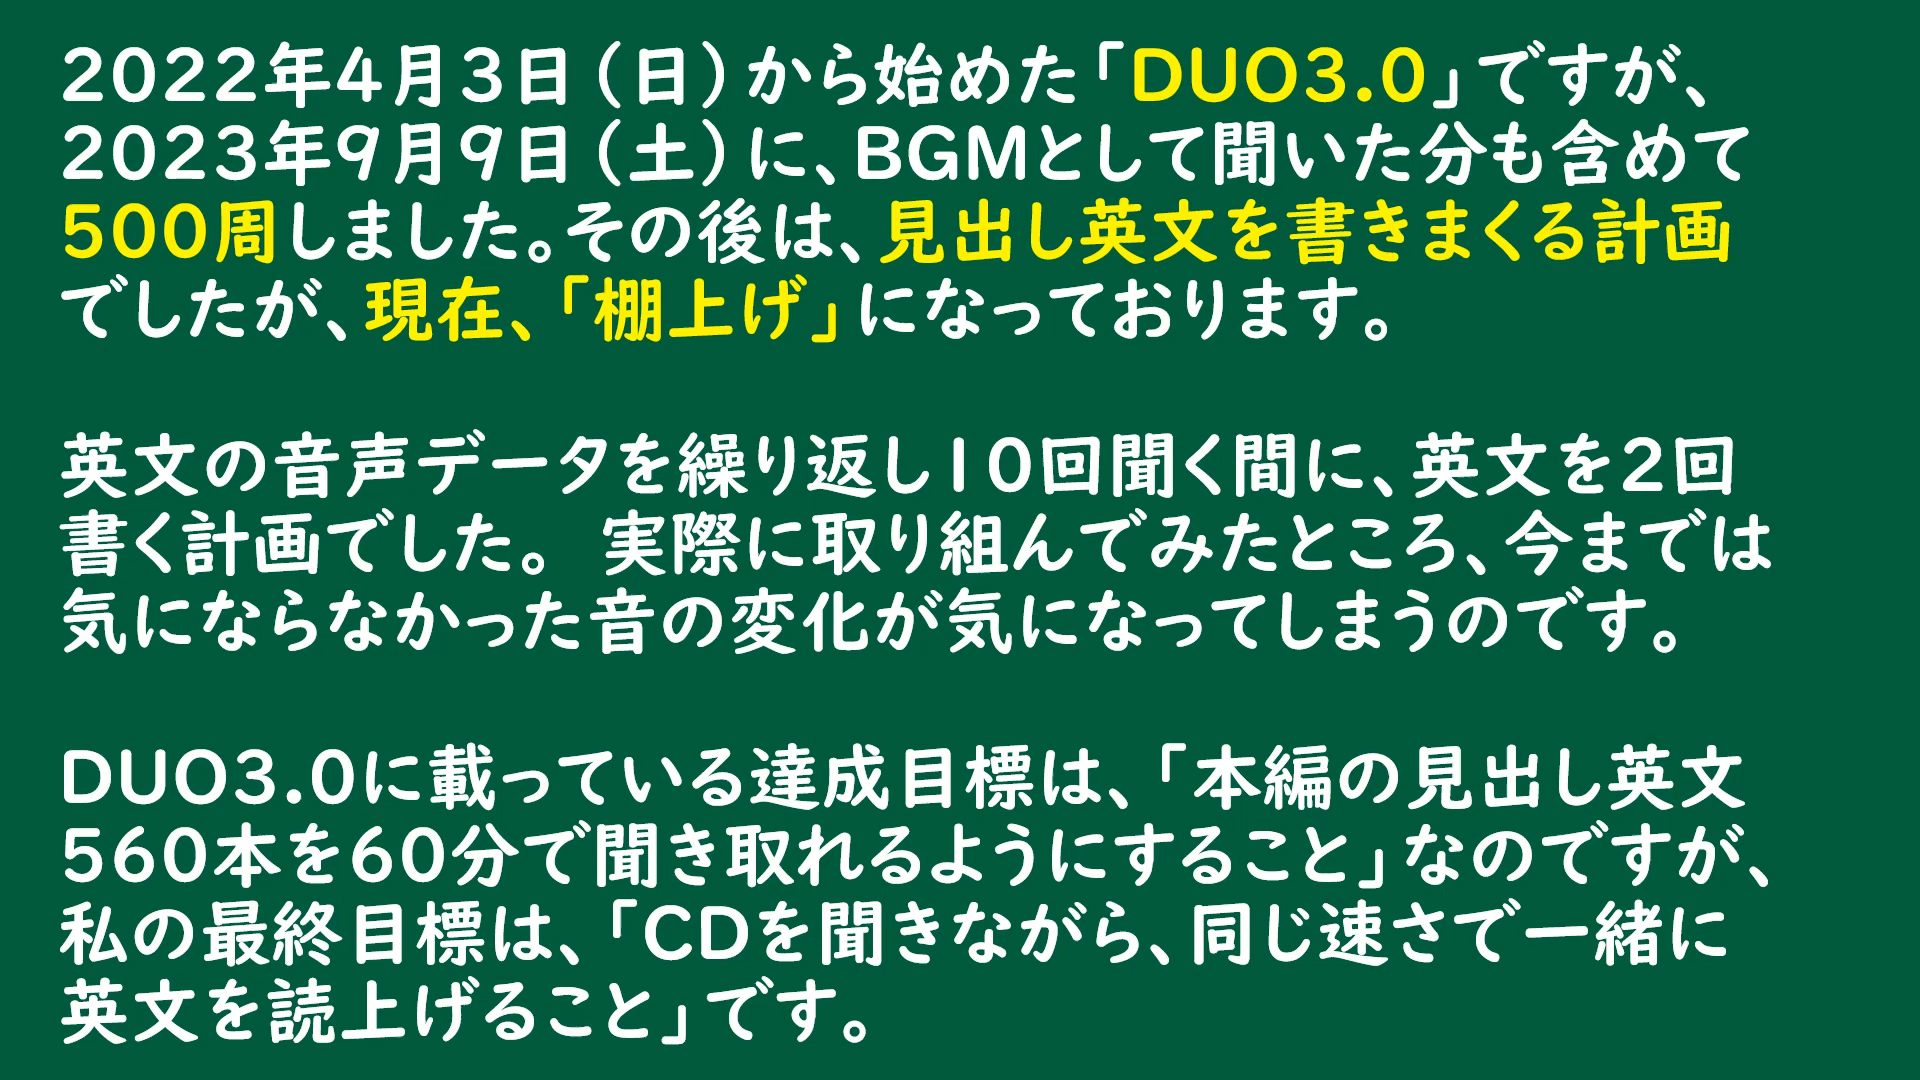 2022年4月3日（日）から始めた「DUO3.0」ですが、
2023年9月9日（土）に、BGMとして聞いた分も含めて
500周しました。その後は、見出し英文を書きまくる計画
でしたが、現在、「棚上げ」になっております。
英文の音声データを繰り返し10回聞く間に、英文を2回
書く計画でした。 実際に取り組んでみたところ、今までは
気にならなかった音の変化が気になってしまうのです。
DUO3.0に載っている達成目標は、「本編の見出し英文
560本を60分で聞き取れるようにすること」なのですが、
私の最終目標は、「CDを聞きながら、同じ速さで一緒に
英文を読上げること」です。